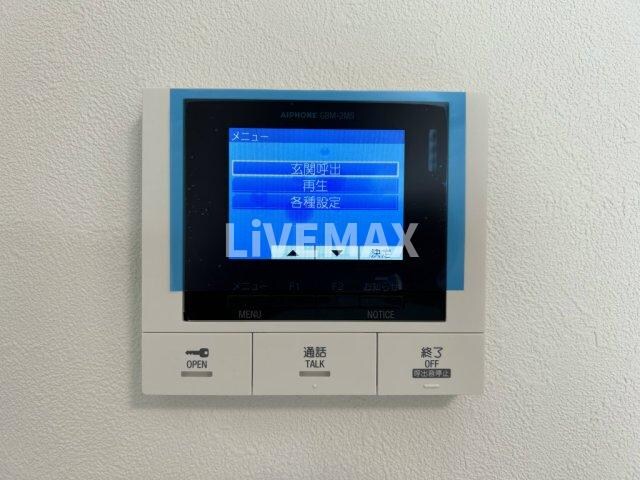 AIPHONE GBM-2MS
メニュー
玄関呼出
再生
各種設定
LiVEMAX
▲ ▼ 決定
メニュー F1 F2 お知らせ
MENU NOTICE
OPEN
通話
TALK
終了
OFF
呼出音停止